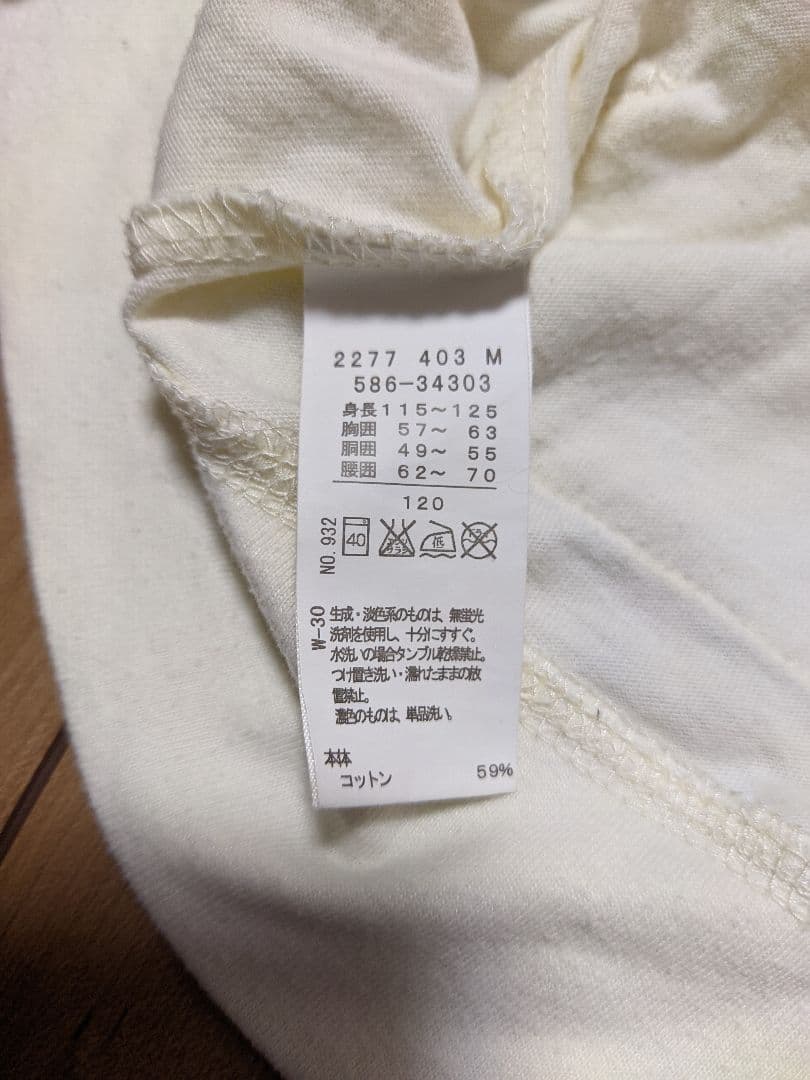 2277 403 M
586-34303
身長115～125
胸囲 57～ 63
胴囲 49～ 55
腰囲 62～ 70
120
NO. 932
40
低
W-30
生成・淡色系のものは、無蛍光
洗剤を使用し、十分にすすぐ。
水洗いの場合タンブル乾燥禁止。
つけ置き洗い・濡れたままの放
置禁止。
濃色のものは、単品洗い。
本体
コットン 59%